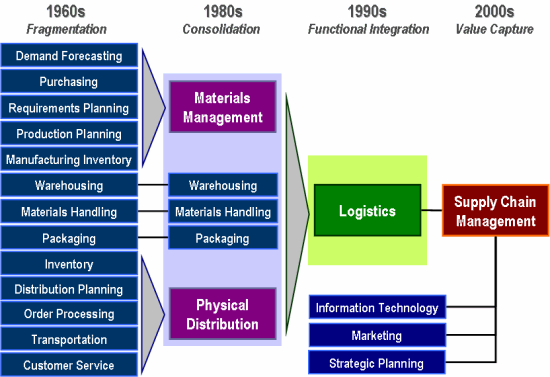 1960s
Fragmentation
1980s
Consolidation
1990s
Functional Integration
2000s
Value Capture
Demand Forecasting
Purchasing
Requirements Planning
Production Planning
Manufacturing Inventory
Warehousing
Materials Handling
Packaging
Inventory
Distribution Planning
Order Processing
Transportation
Customer Service
Materials
Management
Warehousing
Materials Handling
Packaging
Physical
Distribution
Logistics
Information Technology
Marketing
Strategic Planning
Supply Chain
Management